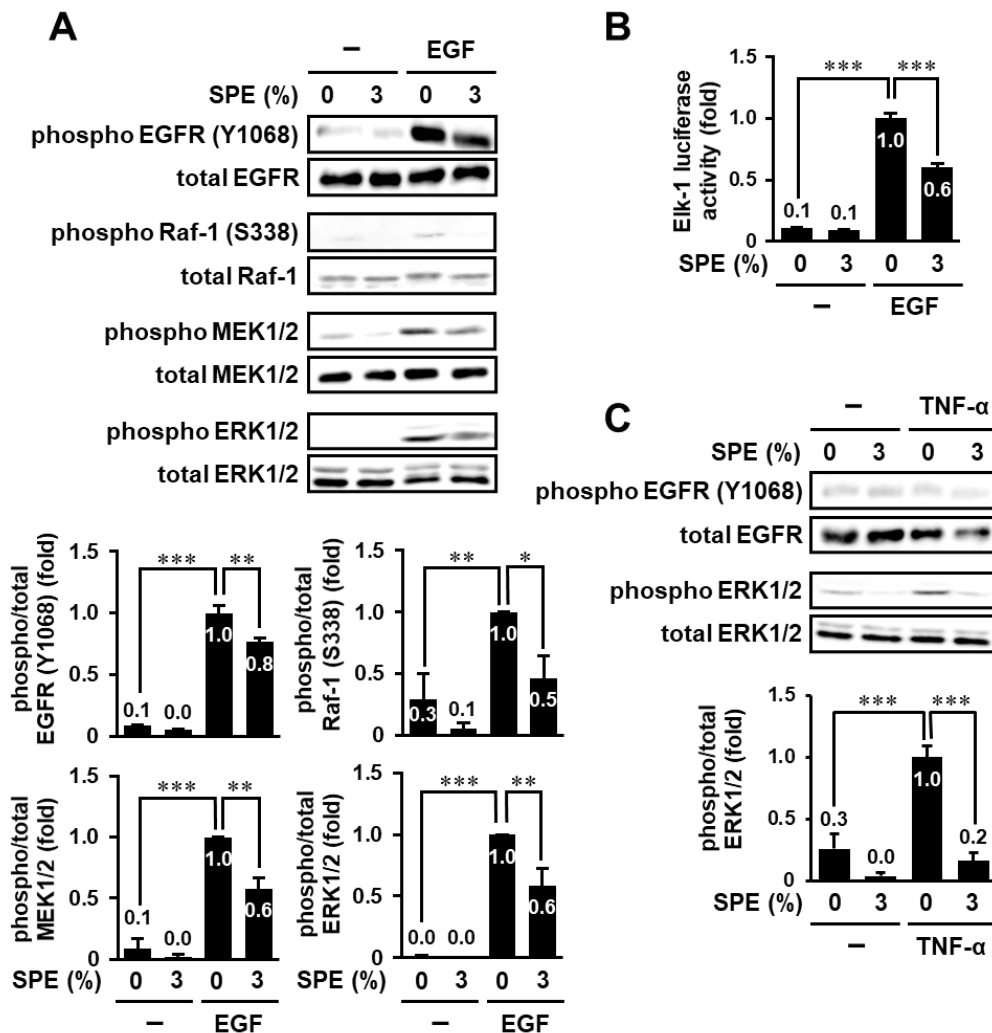 A
– EGF
SPE (%) 0 3 0 3
phospho EGFR (Y1068)
total EGFR
phospho Raf-1 (S338)
total Raf-1
phospho MEK1/2
total MEK1/2
phospho ERK1/2
total ERK1/2
phospho/total
EGFR (Y1068) (fold)
1.5
1.0
0.5
0
*** **
0.1 0.0 1.0 0.8
phospho/total
Raf-1 (S338) (fold)
1.5
1.0
0.5
0
** *
0.3 0.1 1.0 0.5
phospho/total
MEK1/2 (fold)
1.5
1.0
0.5
0
*** **
0.1 0.0 1.0 0.6
SPE (%) 0 3 0 3
– EGF
phospho/total
ERK1/2 (fold)
1.5
1.0
0.5
0
*** **
0.0 0.0 1.0 0.6
0 3 0 3
– EGF
B
Elk-1 luciferase
activity (fold)
1.5
1.0
0.5
0
*** ***
0.1 0.1 1.0 0.6
SPE (%) 0 3 0 3
– EGF
C
– TNF-α
SPE (%) 0 3 0 3
phospho EGFR (Y1068)
total EGFR
phospho ERK1/2
total ERK1/2
phospho/total
ERK1/2 (fold)
1.5
1.0
0.5
0
*** ***
0.3 0.0 1.0 0.2
SPE (%) 0 3 0 3
– TNF-α